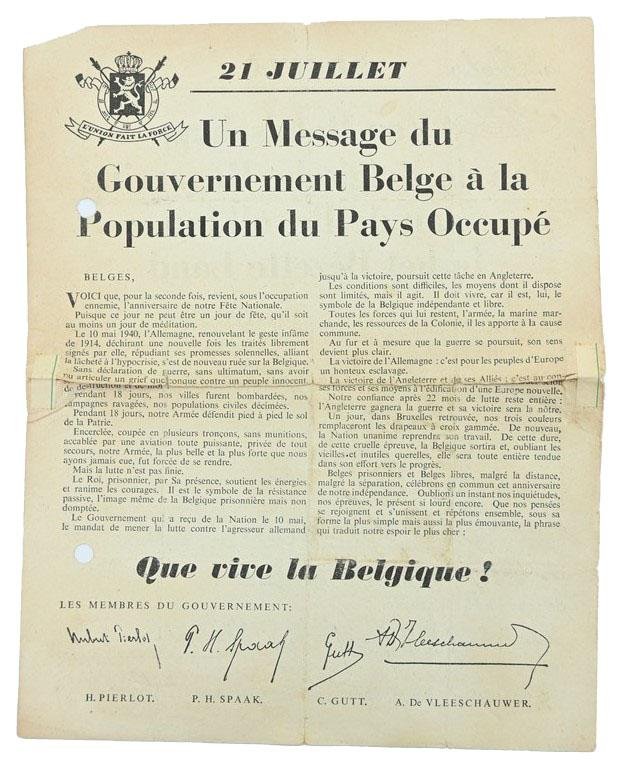 21 JUILLET
L'UNION FAIT LA FORCE
Un Message du
Gouvernement Belge à la
Population du Pays Occupé
BELGES,
VOICI que, pour la seconde fois, revient, sous l'occupation
ennemie, l'anniversaire de notre Fête Nationale.
Puisque ce jour ne peut être un jour de fête, qu'il soit
au moins un jour de méditation.
Le 10 mai 1940, l'Allemagne, renouvelant le geste infâme
de 1914, déchirant une nouvelle fois les traités librement
signés par elle, répudiant ses promesses solennelles, alliant
la lâcheté à l'hypocrisie, s'est de nouveau ruée sur la Belgique.
Sans déclaration de guerre, sans ultimatum, sans avoir
pu articuler un grief quelconque contre un peuple innocent,
de destruction et de
Pendant 18 jours, nos villes furent bombardées, nos
campagnes ravagées, nos populations civiles décimées.
Pendant 18 jours, notre Armée défendit pied à pied le sol
de la Patrie.
Encerclée, coupée en plusieurs tronçons, sans munitions,
accablée par une aviation toute puissante, privée de tout
secours, notre Armée, la plus belle et la plus forte que nous
ayons jamais eue, fut forcée de se rendre.
Mais la lutte n'est pas finie.
Le Roi, prisonnier, par Sa présence, soutient les énergies
et ranime les courages. Il est le symbole de la résistance
passive, l'image même de la Belgique prisonnière mais non
domptée.
Le Gouvernement qui a reçu de la Nation le 10 mai,
le mandat de mener la lutte contre l'agresseur allemand
jusqu'à la victoire, poursuit cette tâche en Angleterre.
Les conditions sont difficiles, les moyens dont il dispose
sont limités, mais il agit. Il doit vivre, car il est, lui, le
symbole de la Belgique indépendante et libre.
Toutes les forces qui lui restent, l'armée, la marine mar-
chande, les ressources de la Colonie, il les apporte à la cause
commune.
Au fur et à mesure que la guerre se poursuit, son sens
devient plus clair.
La victoire de l'Allemagne : c'est pour les peuples d'Europe
un honteux esclavage.
La victoire de l'Angleterre et de ses Alliés ; c'est au
forces et ses moyens à l'édification d'une Europe nouvelle.
Notre confiance après 22 mois de lutte reste entière
l'Angleterre gagnera la guerre et sa victoire sera la nôtre.
Un jour, dans Bruxelles retrouvée, nos trois couleurs
remplaceront les drapeaux à croix gammée. De nouveau,
la Nation unanime reprendra son travail. De cette dure,
de cette cruelle épreuve, la Belgique sortira et, oubliant les
vieilles et inutiles querelles, elle sera toute entière tendue
dans son effort vers le progrès.
Belges prisonniers et Belges libres, malgré la distance,
malgré la séparation, célébrons en commun cet anniversaire
de notre indépendance. Oublions un instant nos inquiétudes,
nos épreuves, le présent si lourd encore. Que nos pensées
se rejoignent et s'unissent et répétons ensemble, sous sa
forme la plus simple mais aussi la plus émouvante, la phrase
qui traduit notre espoir le plus cher ;
Que vive la Belgique !
LES MEMBRES DU GOUVERNEMENT:
Hubert Pierlot P. H. Spaak Gutt A De Vleeschauwer
H. PIERLOT. P. H. SPAAK. C. GUTT. A. De VLEESCHAUWER.